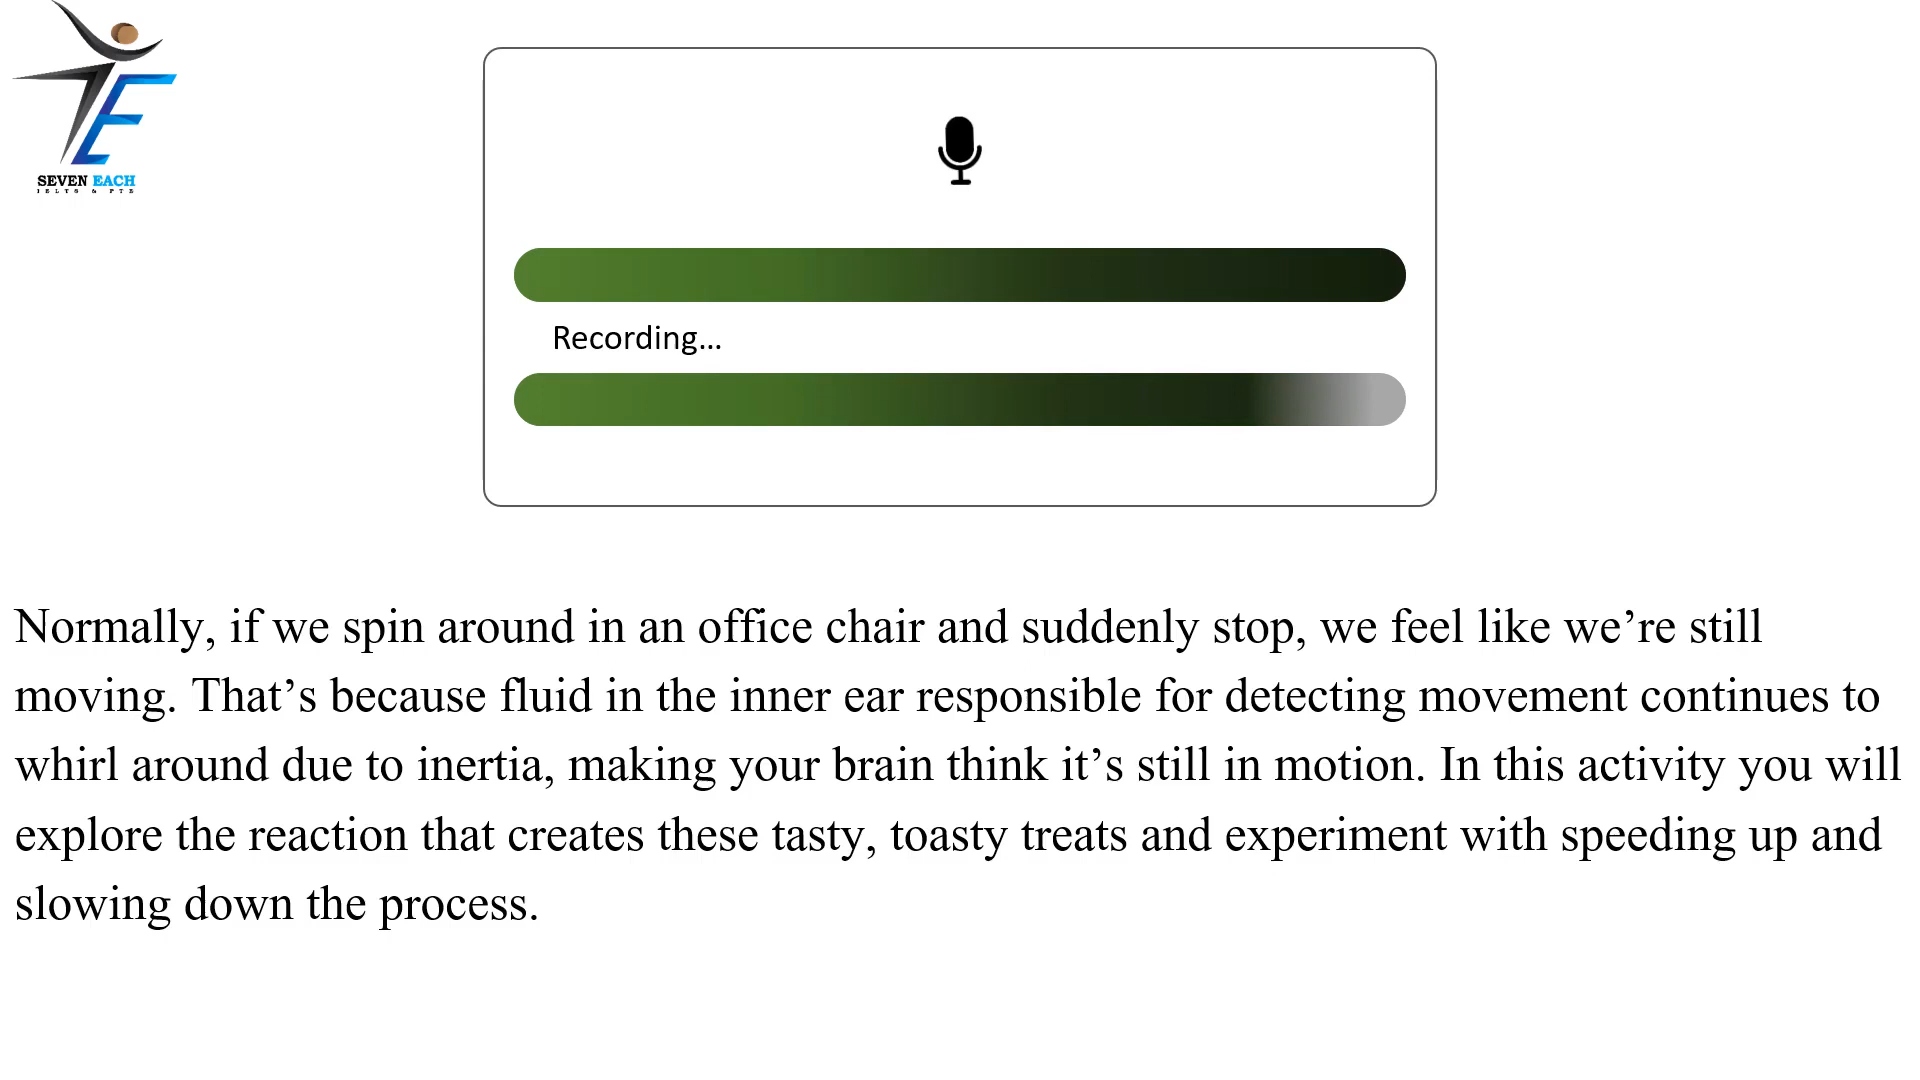 SEVEN EACH
IELTS & PTE
Recording...
Normally, if we spin around in an office chair and suddenly stop, we feel like we’re still
moving. That’s because fluid in the inner ear responsible for detecting movement continues to
whirl around due to inertia, making your brain think it’s still in motion. In this activity you will
explore the reaction that creates these tasty, toasty treats and experiment with speeding up and
slowing down the process.